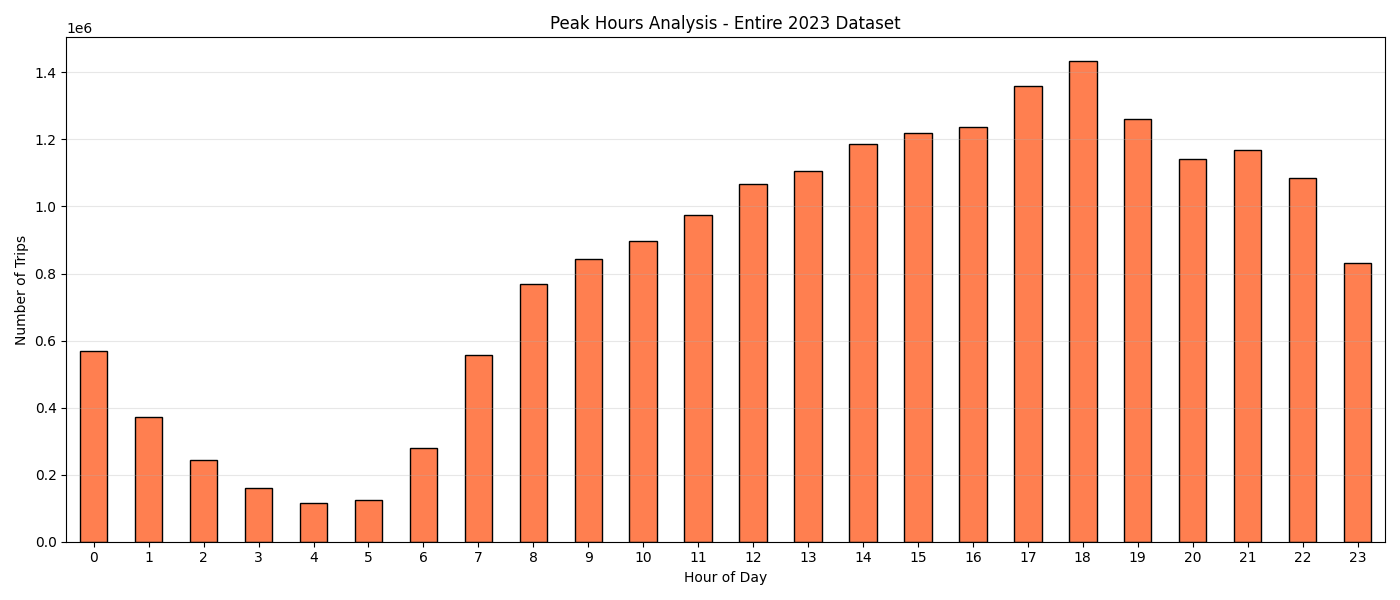 Peak Hours Analysis - Entire 2023 Dataset
1e6
1.4
1.2
1.0
0.8
0.6
0.4
0.2
0.0
Number of Trips
0 1 2 3 4 5 6 7 8 9 10 11 12 13 14 15 16 17 18 19 20 21 22 23
Hour of Day